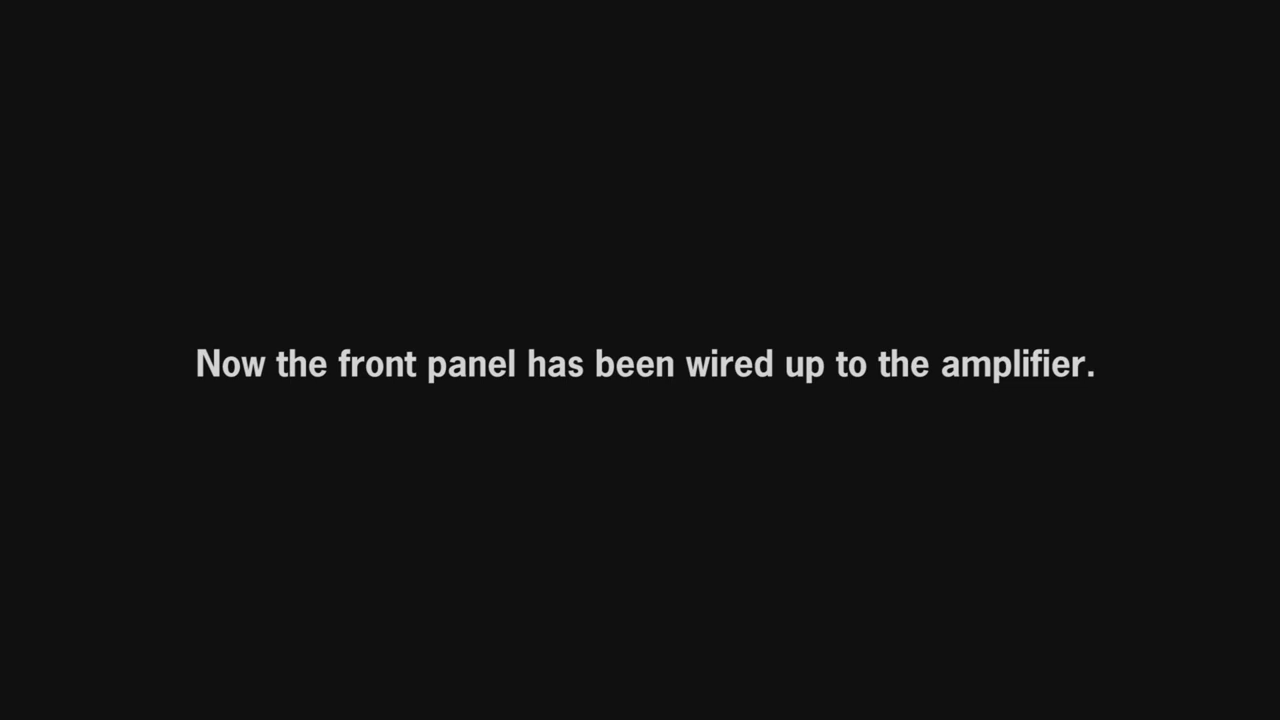 Now the front panel has been wired up to the amplifier.